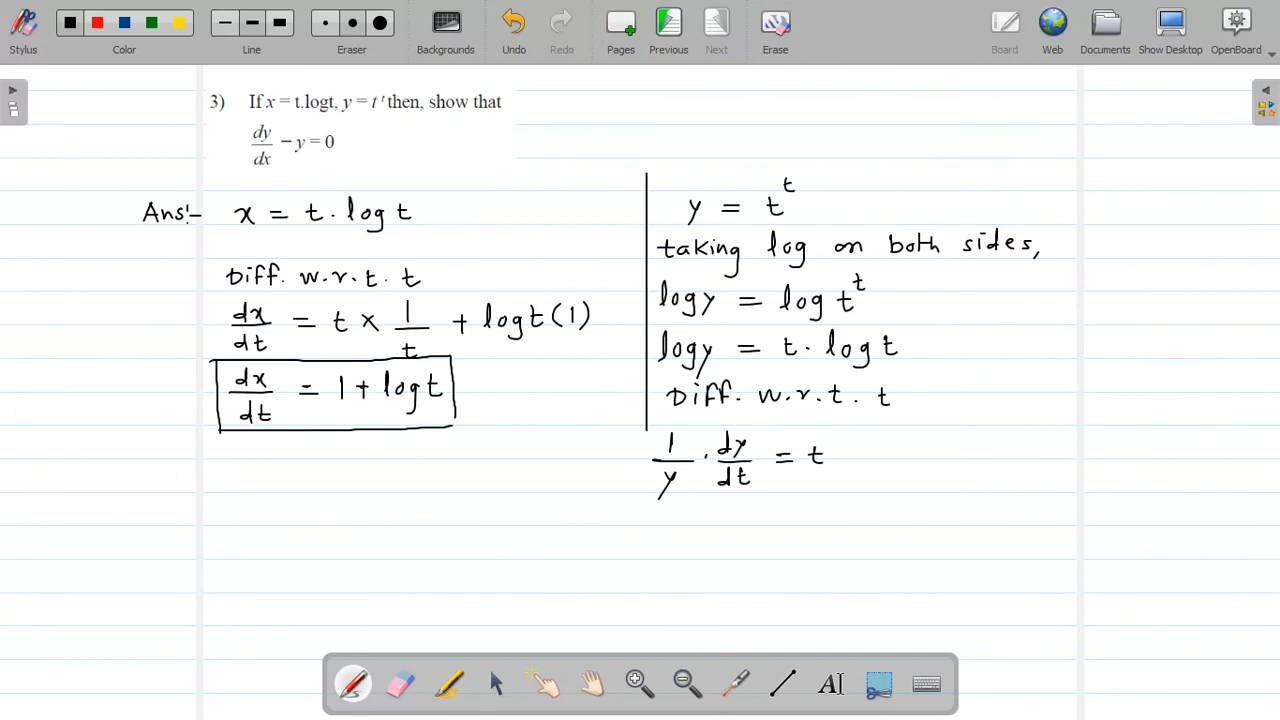 Stylus Color Line Eraser Backgrounds Undo Redo Pages Previous Next Erase Board Web Documents Show Desktop OpenBoard
3) If x = t.logt, y = t^t then, show that
dy/dx − y = 0
Ans:- x = t . log t
Diff. w.r.t. t
dx/dt = t × 1/t + log t (1)
dx/dt = 1 + log t
y = t^t
taking log on both sides,
log y = log t^t
log y = t . log t
Diff. w.r.t. t
1/y . dy/dt = t